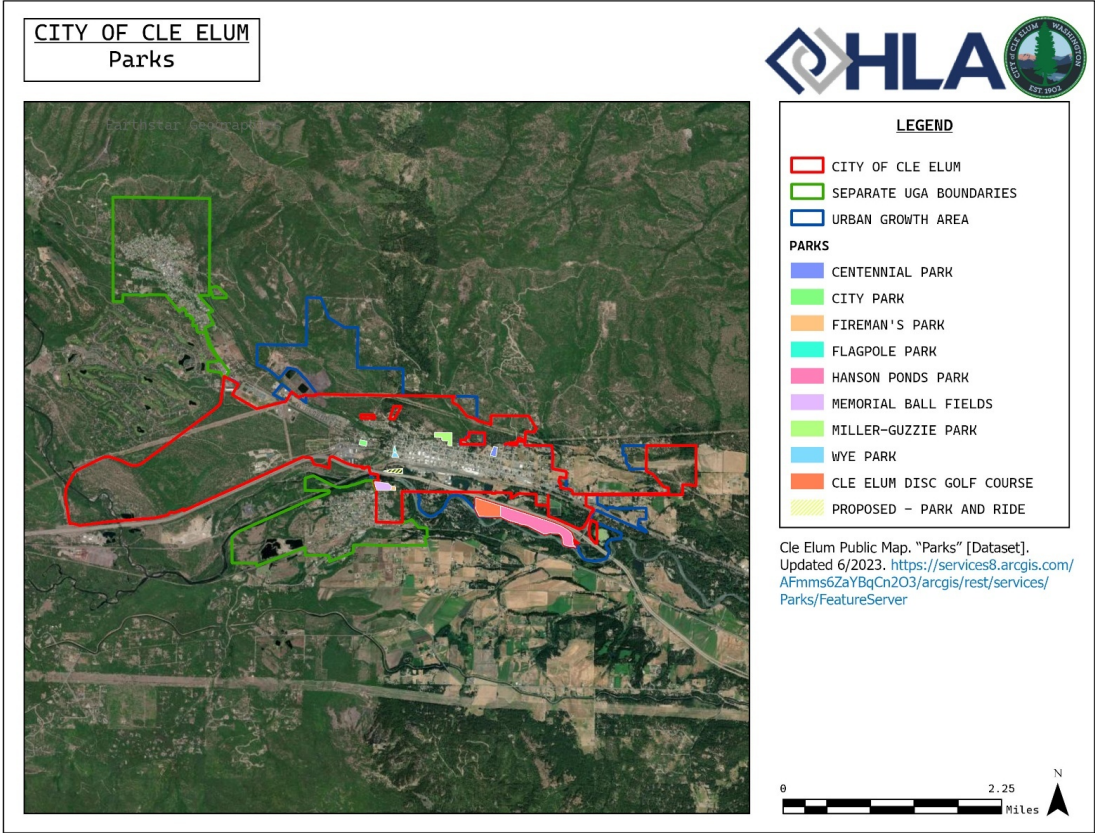 CITY OF CLE ELUM
Parks
HLA
CITY OF CLE ELUM WASHINGTON
EST. 1902
Earthstar Geographics
LEGEND
CITY OF CLE ELUM
SEPARATE UGA BOUNDARIES
URBAN GROWTH AREA
PARKS
CENTENNIAL PARK
CITY PARK
FIREMAN'S PARK
FLAGPOLE PARK
HANSON PONDS PARK
MEMORIAL BALL FIELDS
MILLER-GUZZIE PARK
WYE PARK
CLE ELUM DISC GOLF COURSE
PROPOSED - PARK AND RIDE
Cle Elum Public Map. "Parks" [Dataset].
Updated 6/2023. https://services8.arcgis.com/
AFmms6ZaYBqCn2O3/arcgis/rest/services/
Parks/FeatureServer
N
0 2.25
Miles